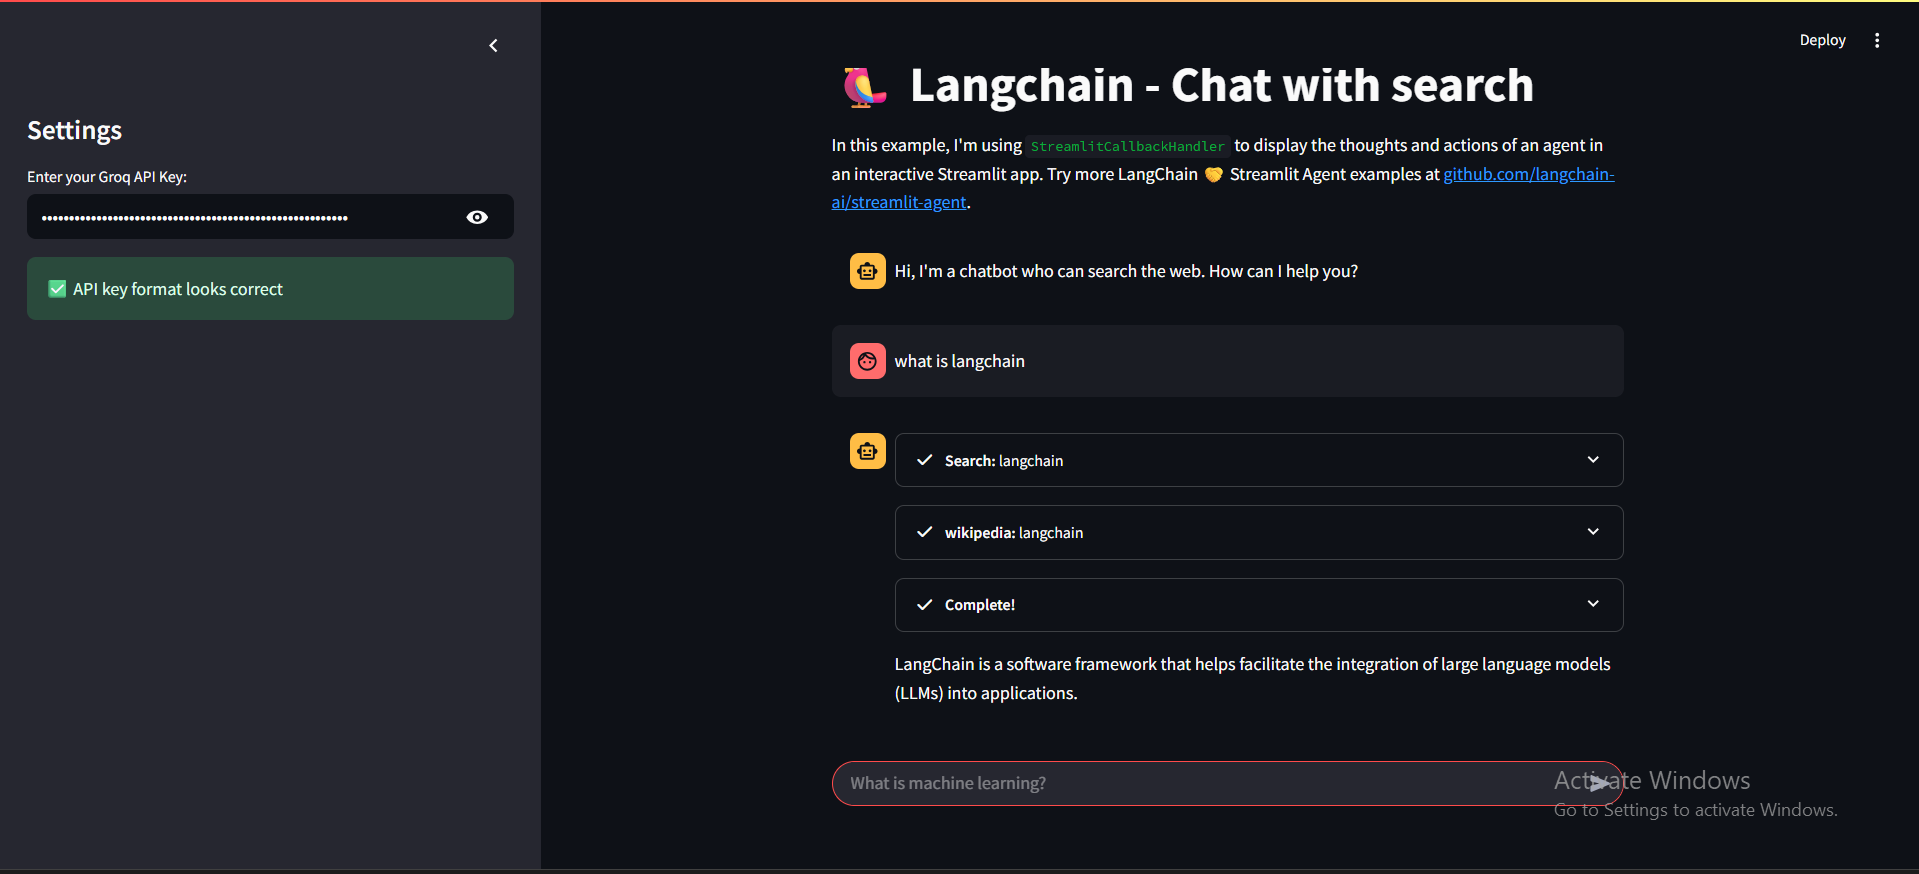 Deploy
Settings
Enter your Groq API Key:
••••••••••••••••••••••••••••••••••••••••••••••••••••••••
✅ API key format looks correct
🦜 Langchain - Chat with search
In this example, I'm using StreamlitCallbackHandler to display the thoughts and actions of an agent in
an interactive Streamlit app. Try more LangChain 🤝 Streamlit Agent examples at github.com/langchain-
ai/streamlit-agent.
Hi, I'm a chatbot who can search the web. How can I help you?
what is langchain
Search: langchain
wikipedia: langchain
Complete!
LangChain is a software framework that helps facilitate the integration of large language models
(LLMs) into applications.
What is machine learning?
Activate Windows
Go to Settings to activate Windows.